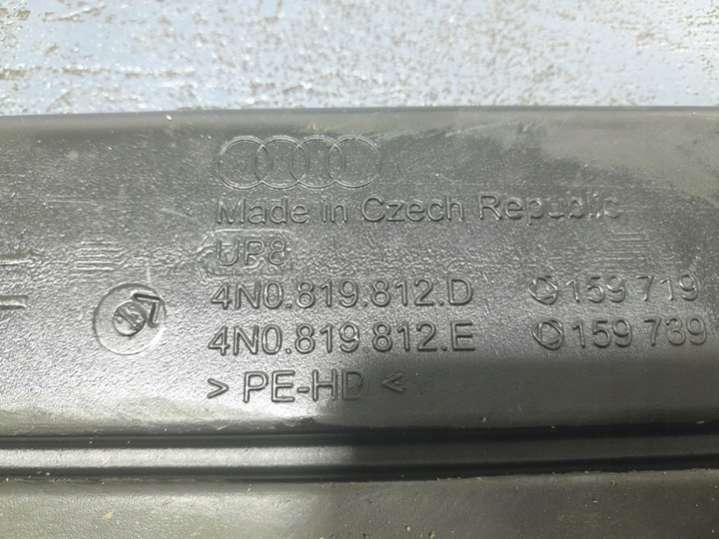 Made in Czech Republic
UP8
4N0.819.812.D 159 719
4N0.819 812.E 159 739
> PE-HD <